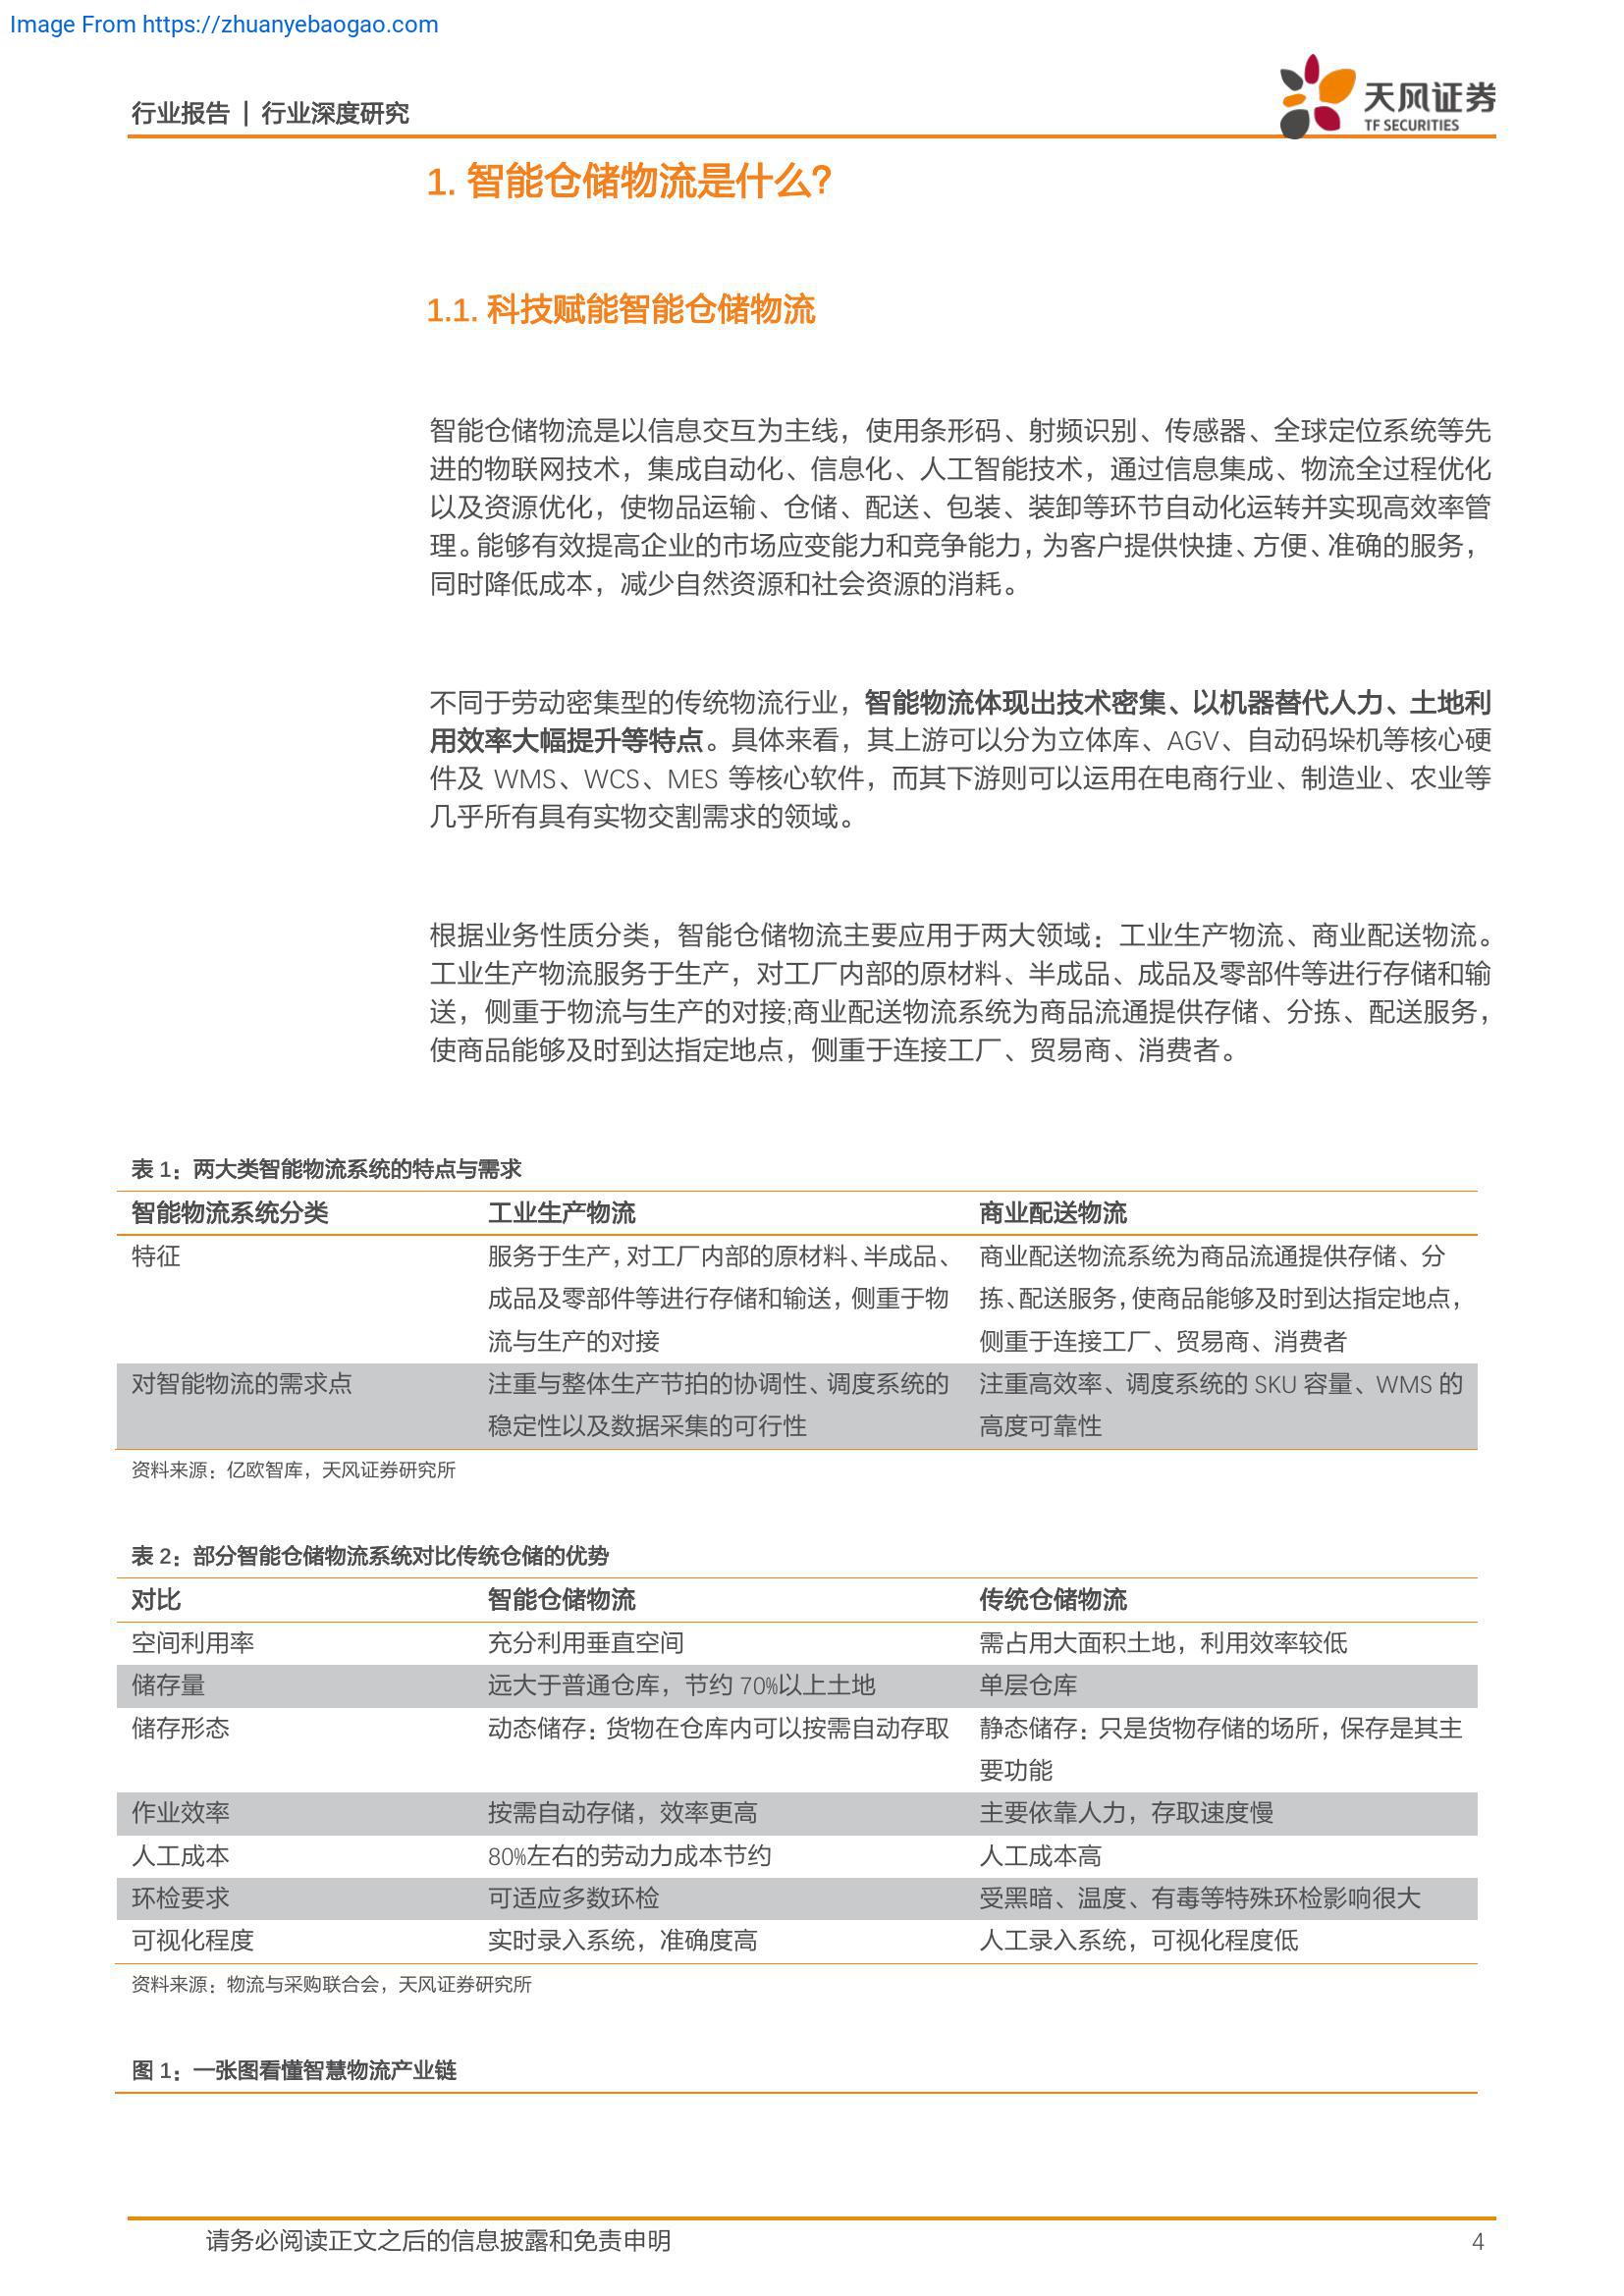 Image From https://zhuanyebaogao.com
行业报告 | 行业深度研究
天风证券
TF SECURITIES
1. 智能仓储物流是什么？
1.1. 科技赋能智能仓储物流
智能仓储物流是以信息交互为主线，使用条形码、射频识别、传感器、全球定位系统等先
进的物联网技术，集成自动化、信息化、人工智能技术，通过信息集成、物流全过程优化
以及资源优化，使物品运输、仓储、配送、包装、装卸等环节自动化运转并实现高效率管
理。能够有效提高企业的市场应变能力和竞争能力，为客户提供快捷、方便、准确的服务，
同时降低成本，减少自然资源和社会资源的消耗。
不同于劳动密集型的传统物流行业，智能物流体现出技术密集、以机器替代人力、土地利
用效率大幅提升等特点。具体来看，其上游可以分为立体库、AGV、自动码垛机等核心硬
件及 WMS、WCS、MES 等核心软件，而其下游则可以运用在电商行业、制造业、农业等
几乎所有具有实物交割需求的领域。
根据业务性质分类，智能仓储物流主要应用于两大领域：工业生产物流、商业配送物流。
工业生产物流服务于生产，对工厂内部的原材料、半成品、成品及零部件等进行存储和输
送，侧重于物流与生产的对接;商业配送物流系统为商品流通提供存储、分拣、配送服务，
使商品能够及时到达指定地点，侧重于连接工厂、贸易商、消费者。
表 1：两大类智能物流系统的特点与需求
智能物流系统分类 工业生产物流 商业配送物流
特征 服务于生产，对工厂内部的原材料、半成品、 商业配送物流系统为商品流通提供存储、分
成品及零部件等进行存储和输送，侧重于物 拣、配送服务，使商品能够及时到达指定地点，
流与生产的对接 侧重于连接工厂、贸易商、消费者
对智能物流的需求点 注重与整体生产节拍的协调性、调度系统的 注重高效率、调度系统的 SKU 容量、WMS 的
稳定性以及数据采集的可行性 高度可靠性
资料来源：亿欧智库，天风证券研究所
表 2：部分智能仓储物流系统对比传统仓储的优势
对比 智能仓储物流 传统仓储物流
空间利用率 充分利用垂直空间 需占用大面积土地，利用效率较低
储存量 远大于普通仓库，节约 70%以上土地 单层仓库
储存形态 动态储存：货物在仓库内可以按需自动存取 静态储存：只是货物存储的场所，保存是其主
要功能
作业效率 按需自动存储，效率更高 主要依靠人力，存取速度慢
人工成本 80%左右的劳动力成本节约 人工成本高
环检要求 可适应多数环检 受黑暗、温度、有毒等特殊环检影响很大
可视化程度 实时录入系统，准确度高 人工录入系统，可视化程度低
资料来源：物流与采购联合会，天风证券研究所
图 1：一张图看懂智慧物流产业链
请务必阅读正文之后的信息披露和免责申明 4